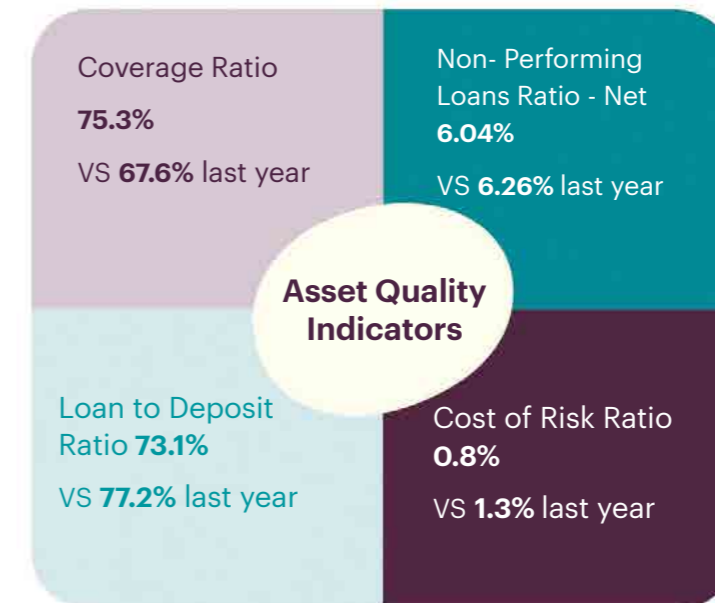 Coverage Ratio
75.3%
VS 67.6% last year
Non- Performing
Loans Ratio - Net
6.04%
VS 6.26% last year
Asset Quality
Indicators
Loan to Deposit
Ratio 73.1%
VS 77.2% last year
Cost of Risk Ratio
0.8%
VS 1.3% last year